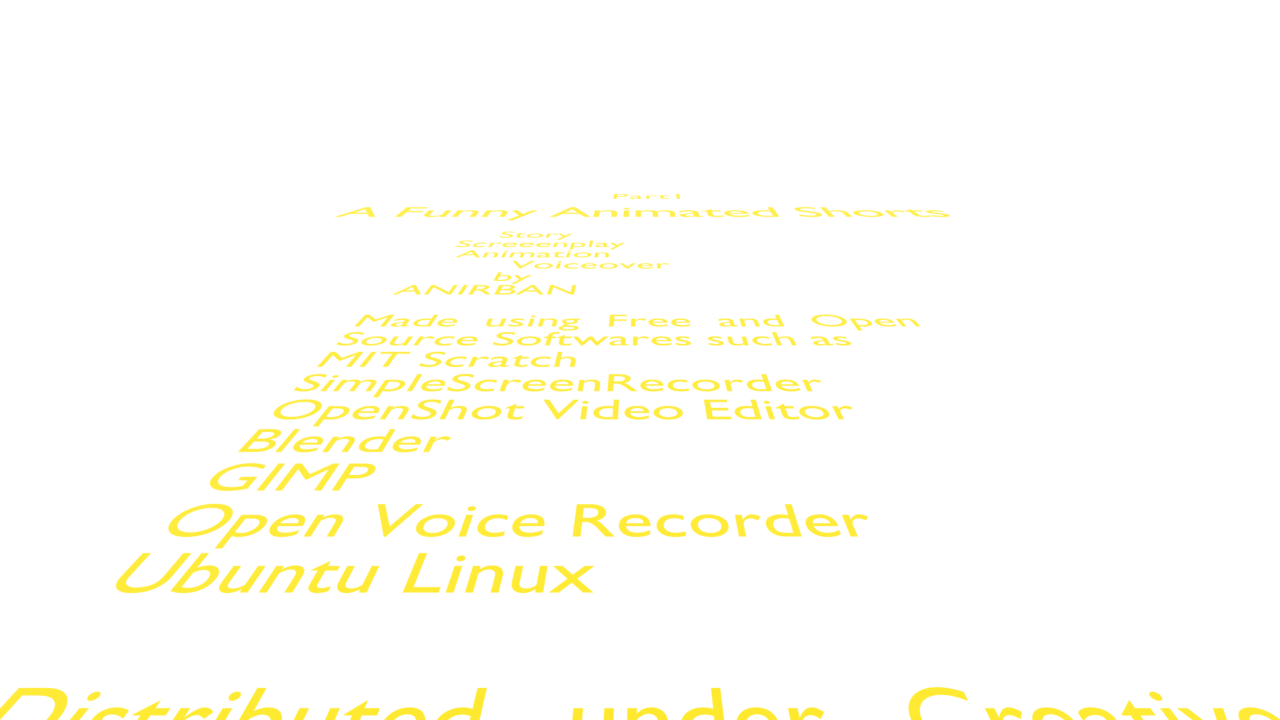 Part1
A Funny Animated Shorts
Story
Screeenplay
Animation
Voiceover
by
ANIRBAN
Made using Free and Open
Source Softwares such as
MIT Scratch
SimpleScreenRecorder
OpenShot Video Editor
Blender
GIMP
Open Voice Recorder
Ubuntu Linux
Distributed under Creative